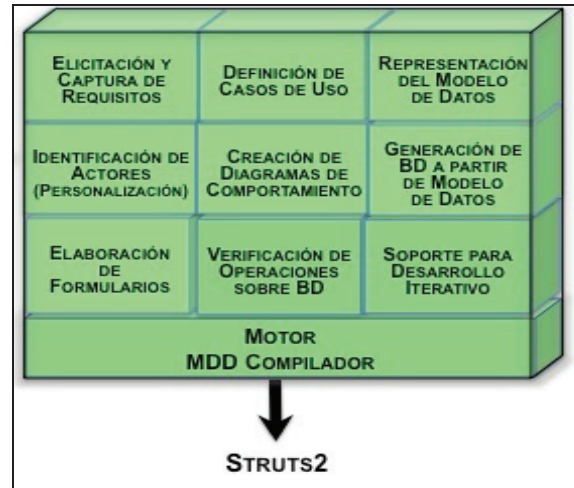 ELICITACIÓN Y
CAPTURA DE
REQUISITOS
DEFINICIÓN DE
CASOS DE USO
REPRESENTACIÓN
DEL MODELO
DE DATOS
IDENTIFICACIÓN DE
ACTORES
(PERSONALIZACIÓN)
CREACIÓN DE
DIAGRAMAS DE
COMPORTAMIENTO
GENERACIÓN DE
BD A PARTIR
DE MODELO
DE DATOS
ELABORACIÓN
DE
FORMULARIOS
VERIFICACIÓN DE
OPERACIONES
SOBRE BD
SOPORTE PARA
DESARROLLO
ITERATIVO
MOTOR
MDD COMPILADOR
STRUTS2